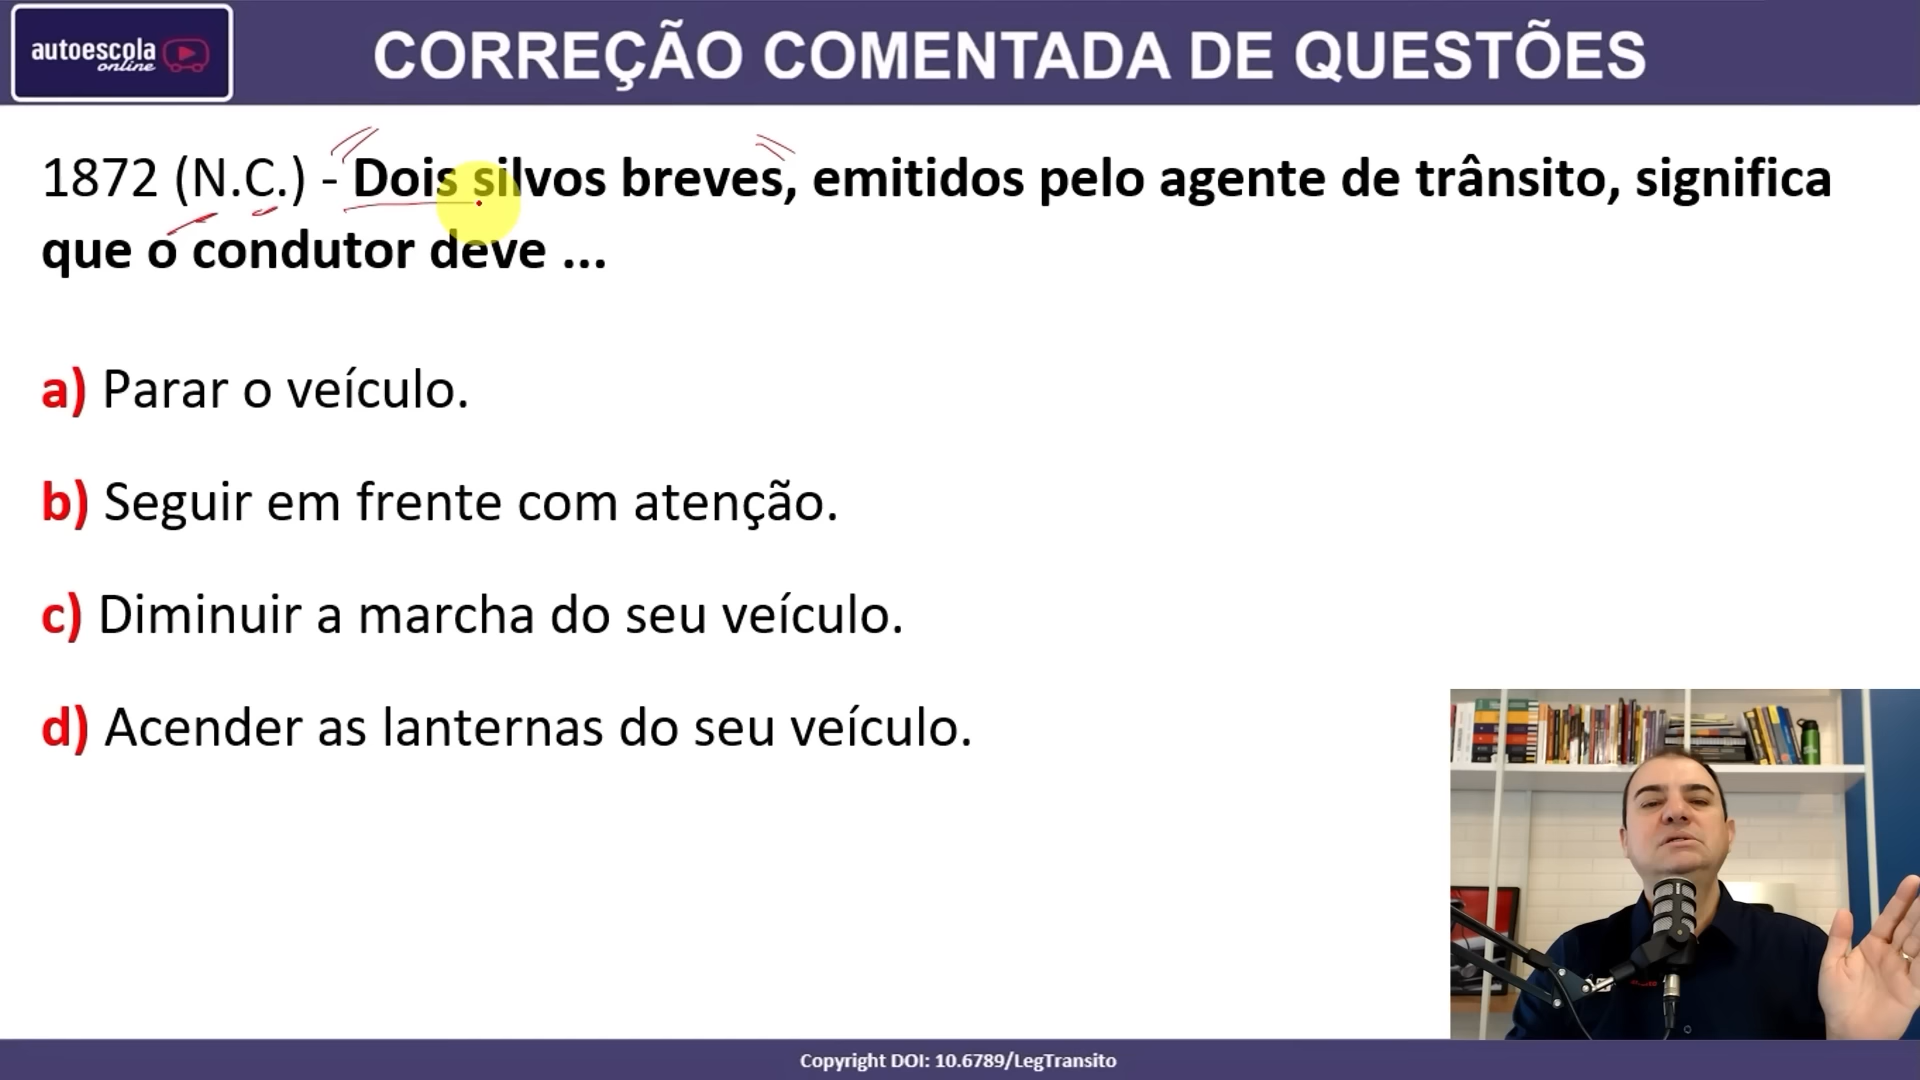 autoescola
online
CORREÇÃO COMENTADA DE QUESTÕES
1872 (N.C.) - Dois silvos breves, emitidos pelo agente de trânsito, significa
que o condutor deve ...
a) Parar o veículo.
b) Seguir em frente com atenção.
c) Diminuir a marcha do seu veículo.
d) Acender as lanternas do seu veículo.
Copyright DOI: 10.6789/LegTransito